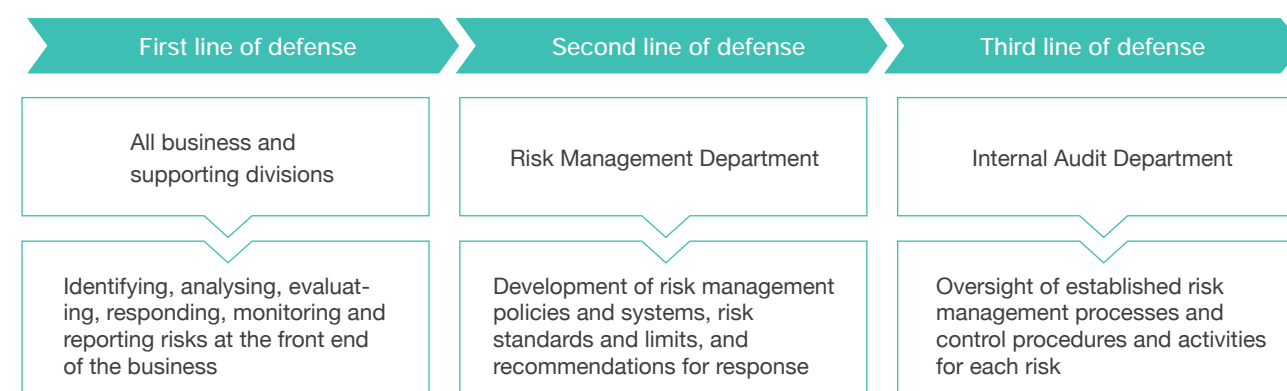 First line of defense
Second line of defense
Third line of defense
All business and
supporting divisions
Risk Management Department
Internal Audit Department
Identifying, analysing, evaluat-
ing, responding, monitoring and
reporting risks at the front end
of the business
Development of risk management
policies and systems, risk
standards and limits, and
recommendations for response
Oversight of established risk
management processes and
control procedures and activities
for each risk